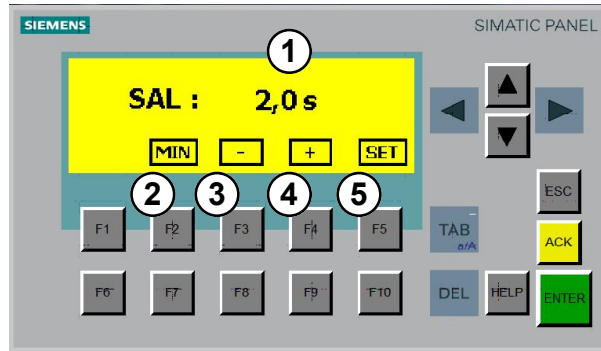 SIEMENS
SIMATIC PANEL
1
SAL : 2,0 s
MIN - + SET
2 3 4 5
ESC
F1 F2 F3 F4 F5 TAB
a/A
ACK
F6 F7 F8 F9 F10 DEL HELP ENTER